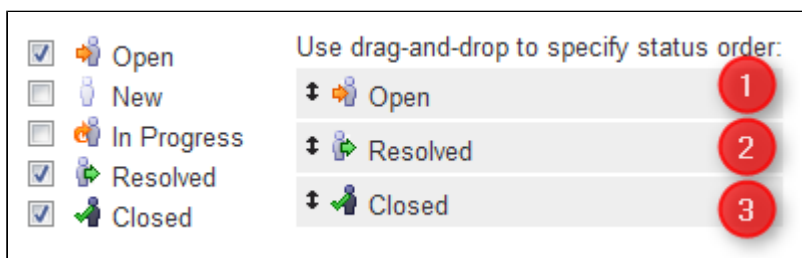 Open
New
In Progress
Resolved
Closed
Use drag-and-drop to specify status order:
Open 1
Resolved 2
Closed 3